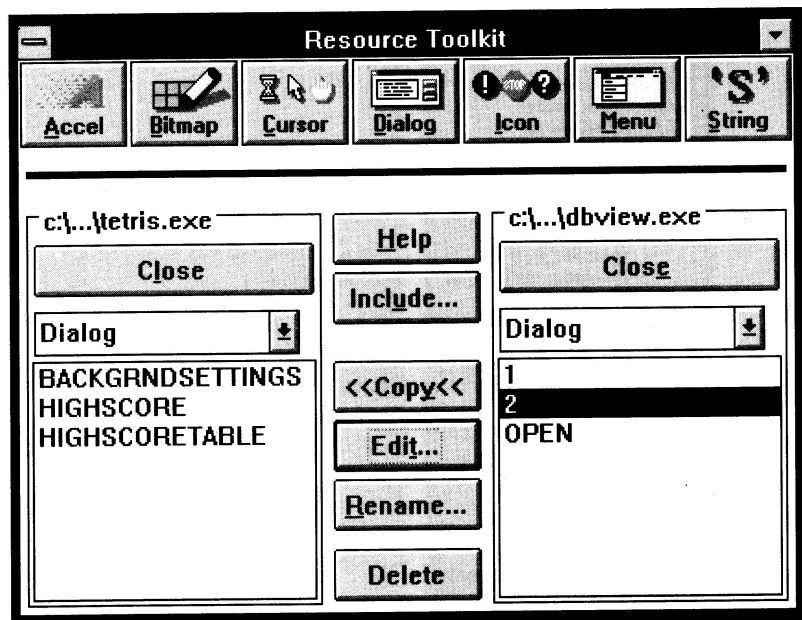 Resource Toolkit
Accel Bitmap Cursor Dialog Icon Menu String
STOP
'S'
c:\...\tetris.exe
Close
Dialog
BACKGRNDSETTINGS
HIGHSCORE
HIGHSCORETABLE
Help
Include...
<<Copy<<
Edit...
Rename...
Delete
c:\...\dbview.exe
Close
Dialog
1
2
OPEN